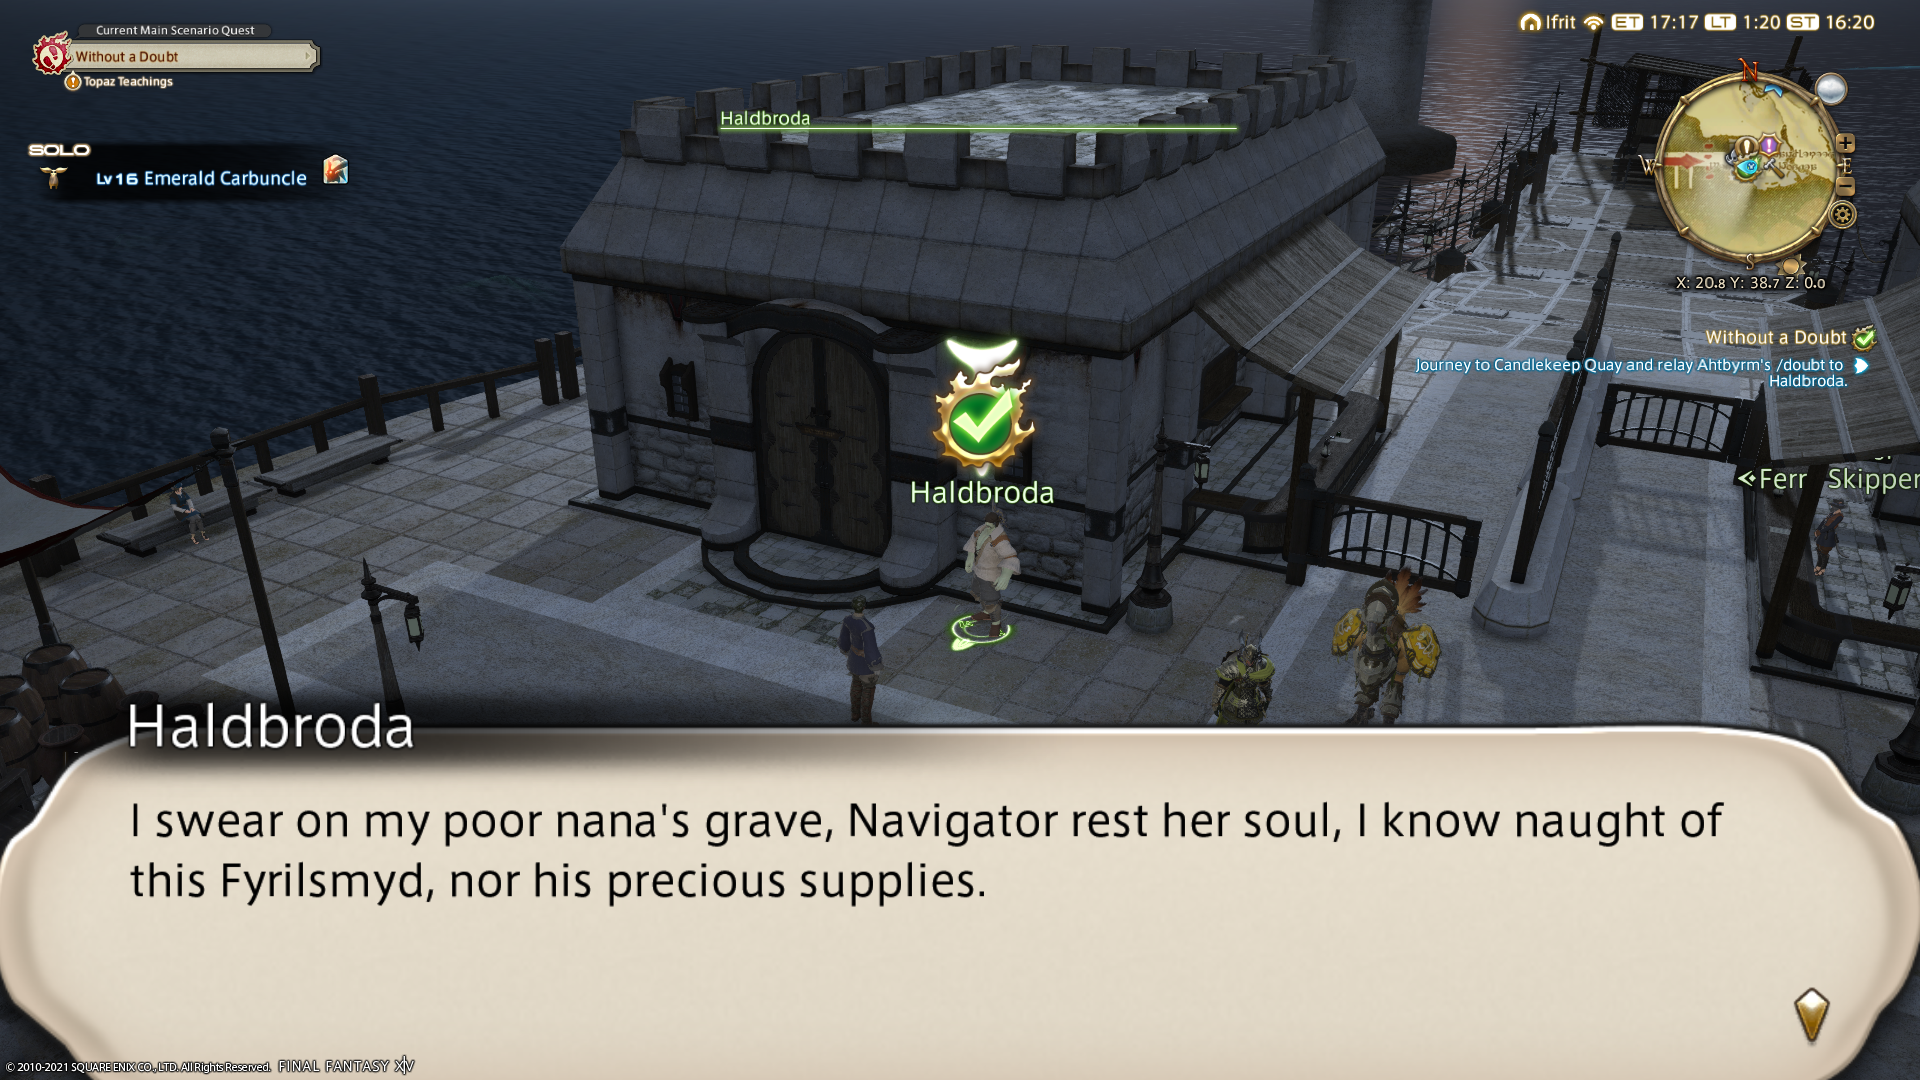 Current Main Scenario Quest
Without a Doubt
Topaz Teachings
SOLO
Lv16 Emerald Carbuncle
Haldbroda
Ifrit ET 17:17 LT 1:20 ST 16:20
N
W
E
S
X: 20.8 Y: 38.7 Z: 0.0
Without a Doubt
Journey to Candlekeep Quay and relay Ahtbyrm's /doubt to
Haldbroda.
Haldbroda
Skipper
Haldbroda
I swear on my poor nana's grave, Navigator rest her soul, I know naught of
this Fyrilsmyd, nor his precious supplies.
© 2010-2021 SQUARE ENIX CO., LTD. All Rights Reserved. FINAL FANTASY XIV